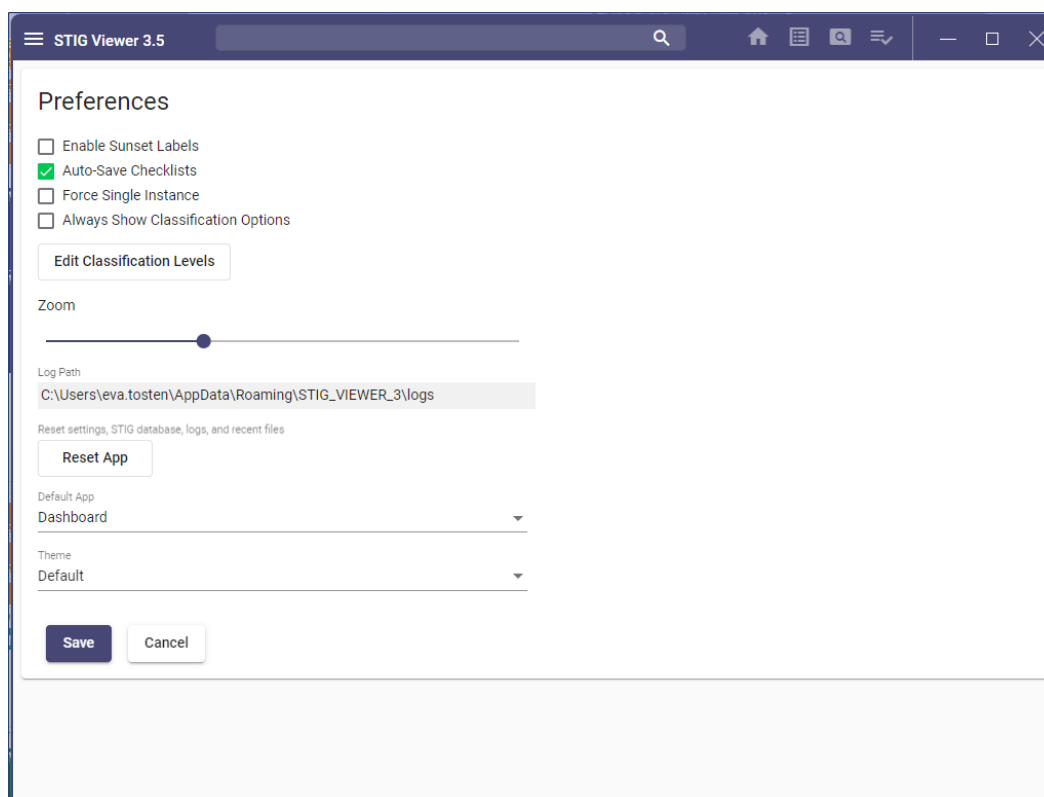 STIG Viewer 3.5
Preferences
Enable Sunset Labels
Auto-Save Checklists
Force Single Instance
Always Show Classification Options
Edit Classification Levels
Zoom
Log Path
C:\Users\eva.tosten\AppData\Roaming\STIG_VIEWER_3\logs
Reset settings, STIG database, logs, and recent files
Reset App
Default App
Dashboard
Theme
Default
Save Cancel